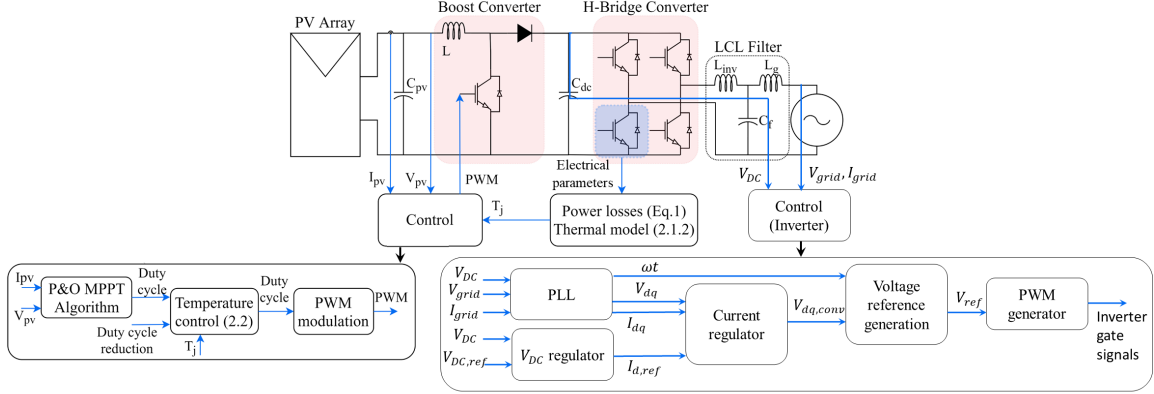 Boost Converter
H-Bridge Converter
PV Array
LCL Filter
L
L_inv
L_g
C_pv
C_dc
C_f
I_pv
V_pv
PWM
Electrical
parameters
V_DC
V_grid, I_grid
Control
T_j
Power losses (Eq.1)
Thermal model (2.1.2)
Control
(Inverter)
Ipv
V_pv
P&O MPPT
Algorithm
Duty
cycle
Duty cycle
reduction
T_j
Temperature
control (2.2)
Duty
cycle
PWM
modulation
PWM
V_DC
V_grid
I_grid
PLL
ωt
V_dq
I_dq
V_DC
V_DC,ref
V_DC regulator
I_d,ref
Current
regulator
V_dq,conv
Voltage
reference
generation
V_ref
PWM
generator
Inverter
gate
signals